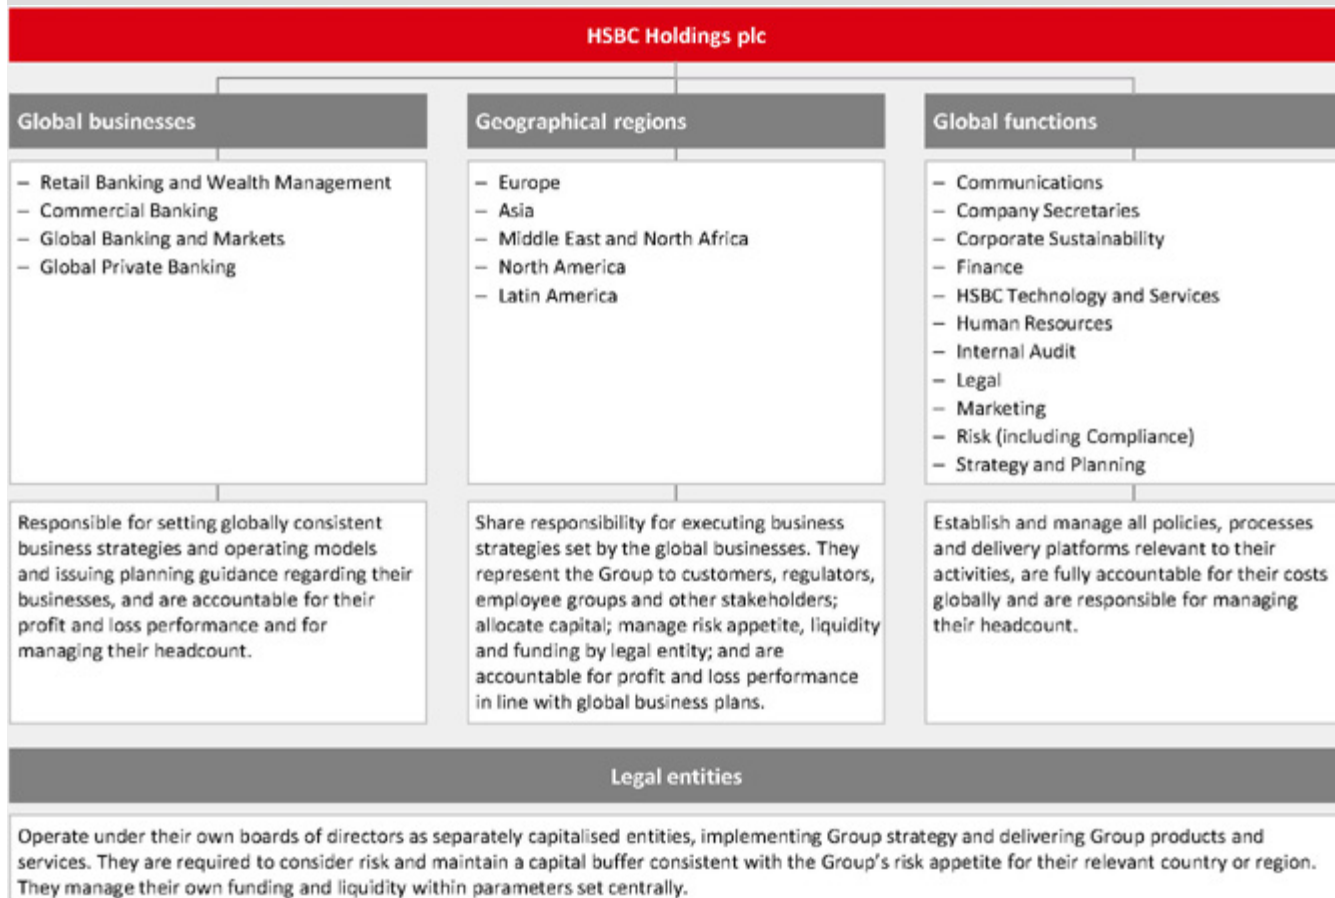 HSBC Holdings plc
Global businesses
– Retail Banking and Wealth Management
– Commercial Banking
– Global Banking and Markets
– Global Private Banking
Responsible for setting globally consistent
business strategies and operating models
and issuing planning guidance regarding their
businesses, and are accountable for their
profit and loss performance and for
managing their headcount.
Geographical regions
– Europe
– Asia
– Middle East and North Africa
– North America
– Latin America
Share responsibility for executing business
strategies set by the global businesses. They
represent the Group to customers, regulators,
employee groups and other stakeholders;
allocate capital; manage risk appetite, liquidity
and funding by legal entity; and are
accountable for profit and loss performance
in line with global business plans.
Global functions
– Communications
– Company Secretaries
– Corporate Sustainability
– Finance
– HSBC Technology and Services
– Human Resources
– Internal Audit
– Legal
– Marketing
– Risk (including Compliance)
– Strategy and Planning
Establish and manage all policies, processes
and delivery platforms relevant to their
activities, are fully accountable for their costs
globally and are responsible for managing
their headcount.
Legal entities
Operate under their own boards of directors as separately capitalised entities, implementing Group strategy and delivering Group products and
services. They are required to consider risk and maintain a capital buffer consistent with the Group's risk appetite for their relevant country or region.
They manage their own funding and liquidity within parameters set centrally.